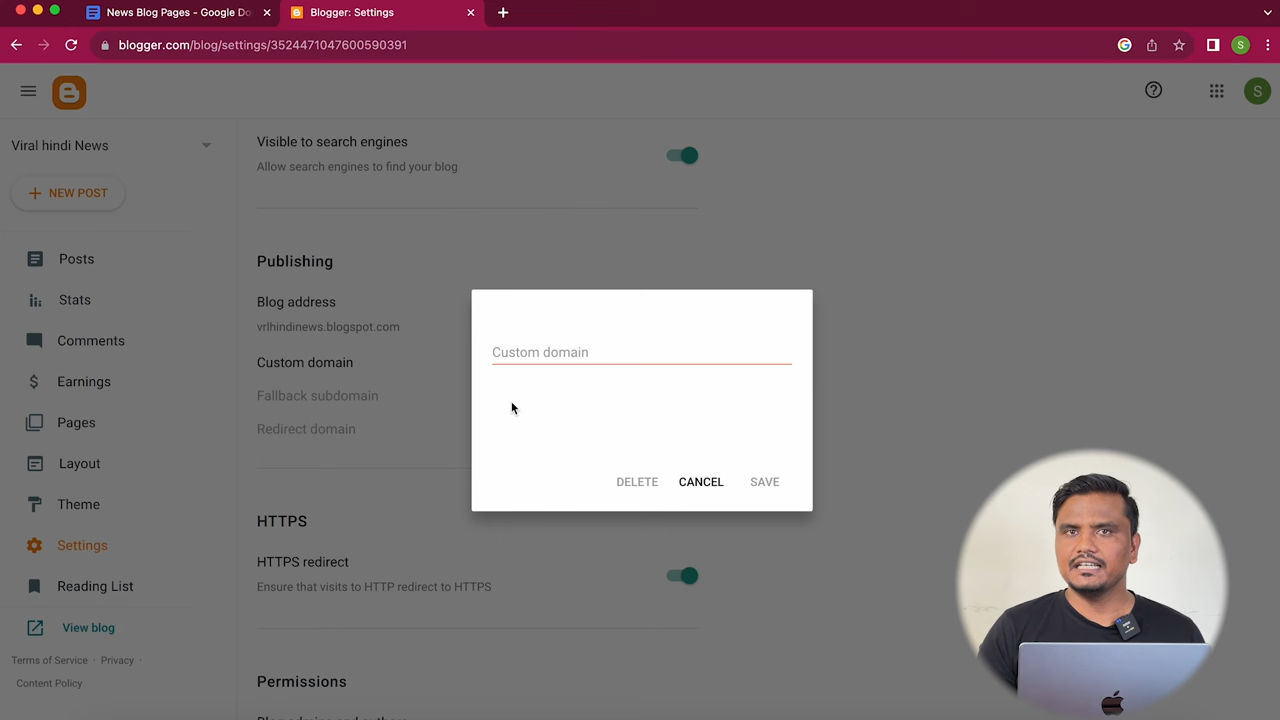 News Blog Pages - Google Do
Blogger: Settings
blogger.com/blog/settings/3524471047600590391
S
S
Viral hindi News
NEW POST
Posts
Stats
Comments
Earnings
Pages
Layout
Theme
Settings
Reading List
View blog
Terms of Service · Privacy ·
Content Policy
Visible to search engines
Allow search engines to find your blog
Publishing
Blog address
vrlhindinews.blogspot.com
Custom domain
Fallback subdomain
Redirect domain
HTTPS
HTTPS redirect
Ensure that visits to HTTP redirect to HTTPS
Permissions
Custom domain
DELETE CANCEL SAVE